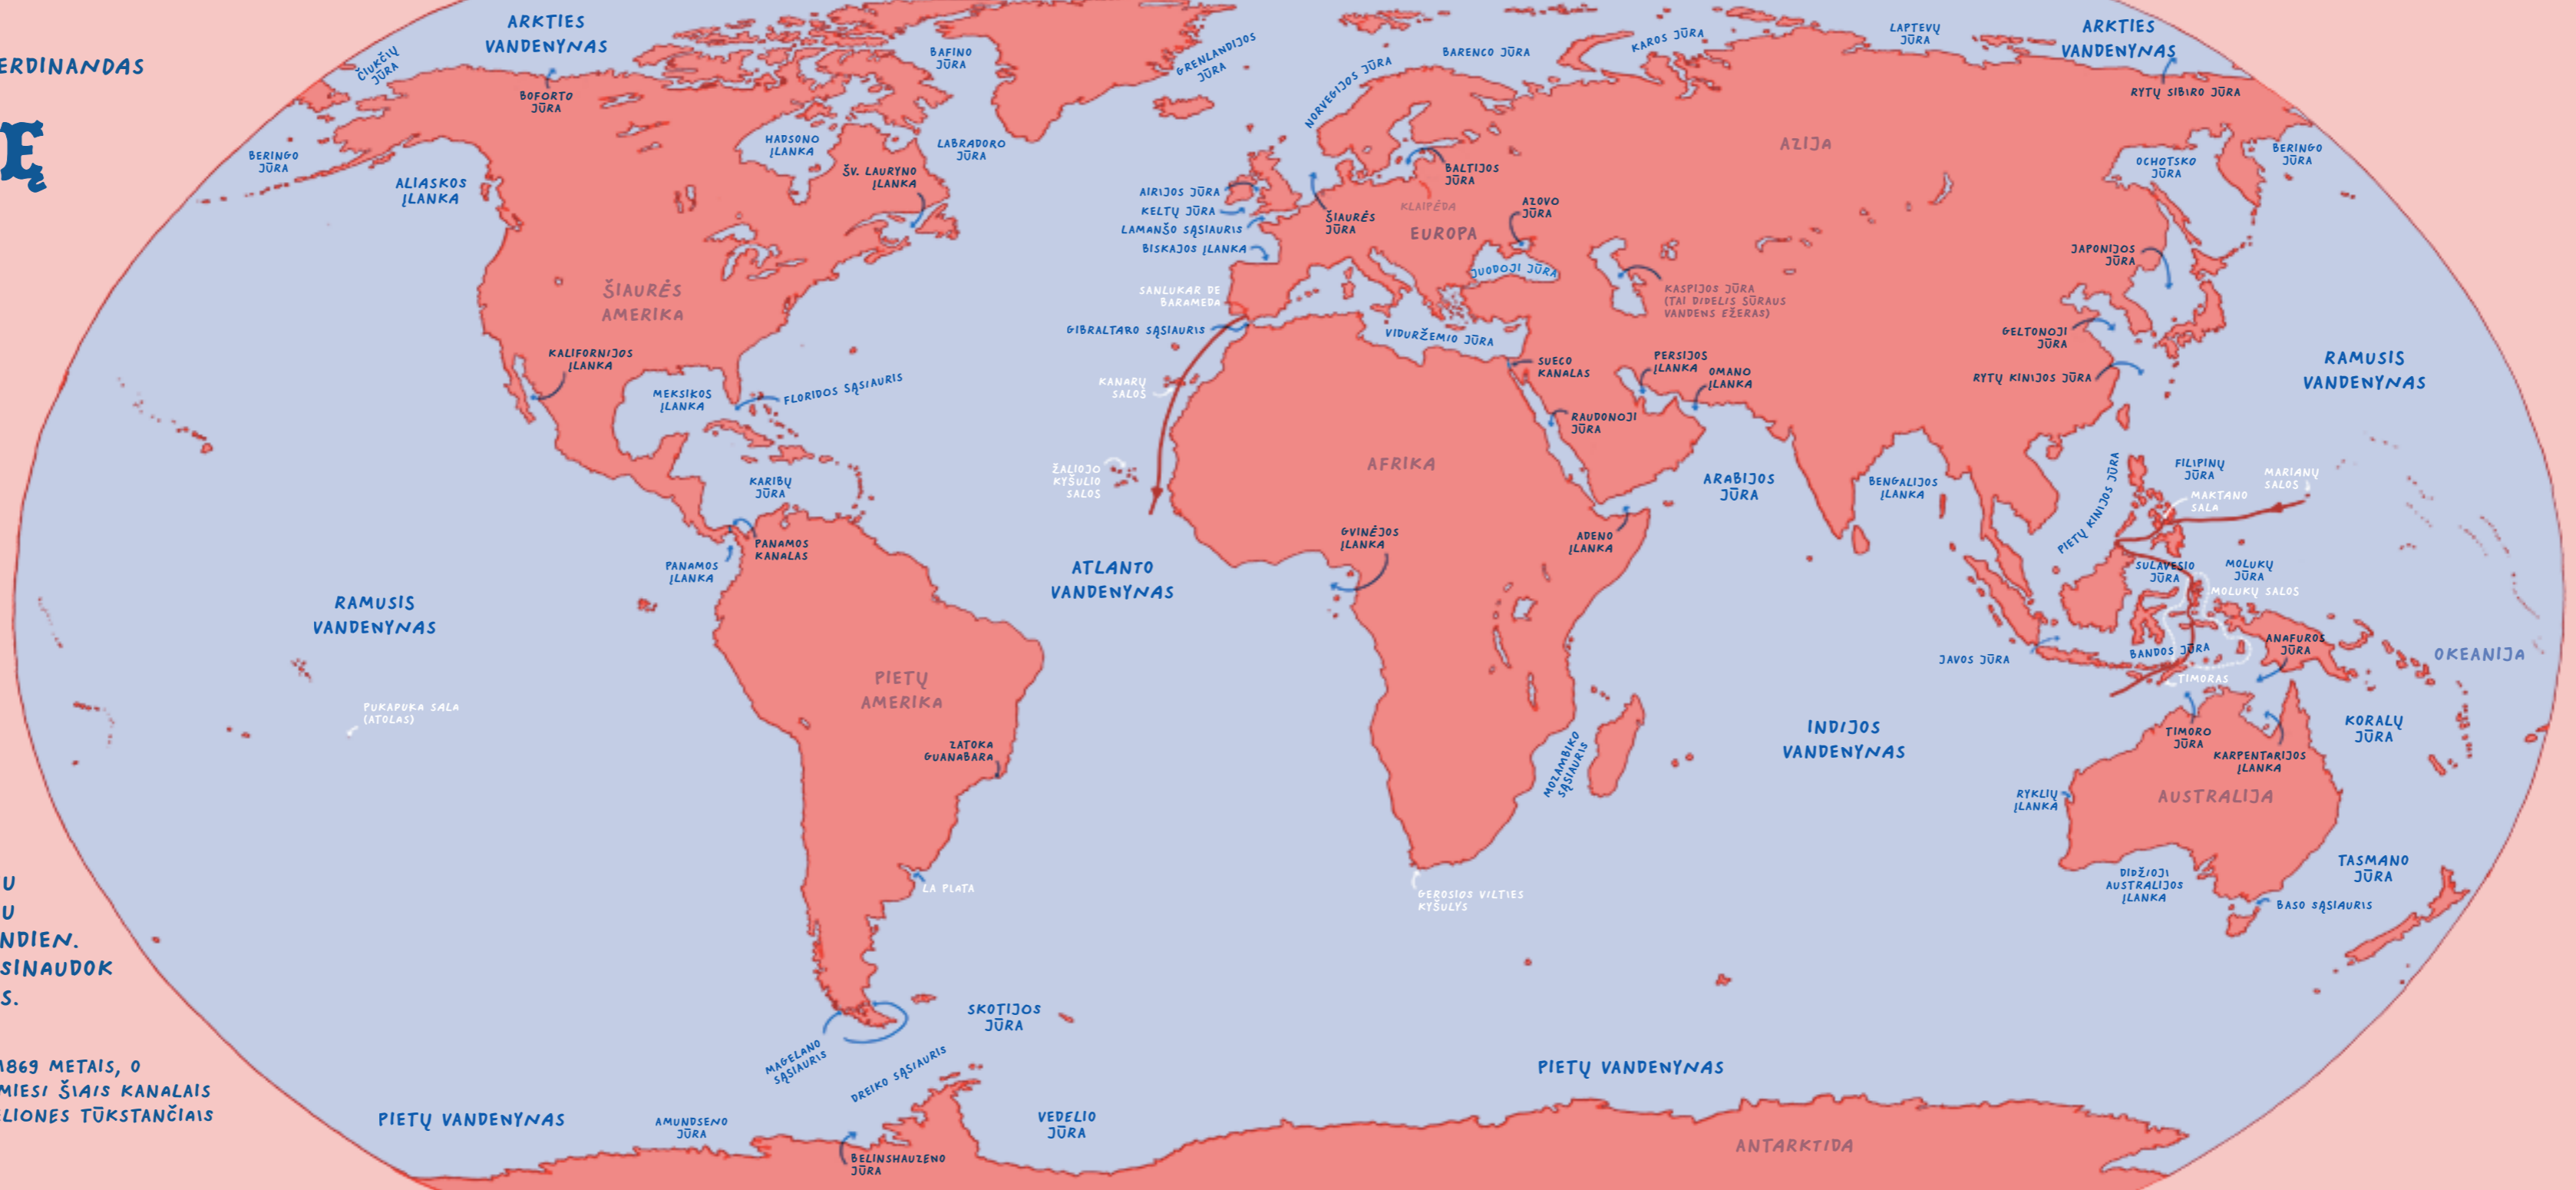 ERDINANDAS
Ę
U
U
NDIEN.
SINAUDOK
S.
1869 METAIS, O
MIESI ŠIAIS KANALAIS
ELIONES TŪKSTANČIAIS
ARKTIES
VANDENYNAS
ČIUKČIŲ
JŪRA
BOFORTO
JŪRA
BAFINO
JŪRA
GRENLANDIJOS
JŪRA
NORVEGIJOS JŪRA
BARENCO JŪRA
KAROS JŪRA
LAPTEVŲ
JŪRA
ARKTIES
VANDENYNAS
RYTŲ SIBIRO JŪRA
BERINGO
JŪRA
ALIASKOS
ĮLANKA
HADSONO
ĮLANKA
LABRADORO
JŪRA
ŠV. LAURYNO
ĮLANKA
AIRIJOS JŪRA
KELTŲ JŪRA
LAMANŠO SĄSIAURIS
BISKAJOS ĮLANKA
ŠIAURĖS
JŪRA
BALTIJOS
JŪRA
KLAIPĖDA
EUROPA
AZOVO
JŪRA
JUODOJI JŪRA
AZIJA
OCHOTSKO
JŪRA
BERINGO
JŪRA
JAPONIJOS
JŪRA
KASPIJOS JŪRA
(TAI DIDELIS SŪRAUS
VANDENS EŽERAS)
ŠIAURĖS
AMERIKA
SANLUKAR DE
BARAMEDA
GIBRALTARO SĄSIAURIS
VIDURŽEMIO JŪRA
GELTONOJI
JŪRA
RYTŲ KINIJOS JŪRA
RAMUSIS
VANDENYNAS
KALIFORNIJOS
ĮLANKA
MEKSIKOS
ĮLANKA
FLORIDOS SĄSIAURIS
KANARŲ
SALOS
SUECO
KANALAS
PERSIJOS
ĮLANKA
OMANO
ĮLANKA
RAUDONOJI
JŪRA
AFRIKA
ŽALIOJO
KYŠULIO
SALOS
KARIBŲ
JŪRA
ARABIJOS
JŪRA
BENGALIJOS
ĮLANKA
PIETŲ KINIJOS JŪRA
FILIPINŲ
JŪRA
MARIANŲ
SALOS
MAKTANO
SALA
PANAMOS
KANALAS
PANAMOS
ĮLANKA
GVINĖJOS
ĮLANKA
ADENO
ĮLANKA
ATLANTO
VANDENYNAS
SULAVESIO
JŪRA
MOLUKŲ
JŪRA
MOLUKŲ SALOS
RAMUSIS
VANDENYNAS
JAVOS JŪRA
BANDOS JŪRA
ANAFUROS
JŪRA
OKEANIJA
TIMORAS
PIETŲ
AMERIKA
PUKAPUKA SALA
(ATOLAS)
ZATOKA
GUANABARA
MOZAMBIKO
SĄSIAURIS
INDIJOS
VANDENYNAS
TIMORO
JŪRA
KARPENTARIJOS
ĮLANKA
KORALŲ
JŪRA
RYKLIŲ
ĮLANKA
AUSTRALIJA
LA PLATA
GEROSIOS VILTIES
KYŠULYS
DIDŽIOJI
AUSTRALIJOS
ĮLANKA
TASMANO
JŪRA
BASO SĄSIAURIS
SKOTIJOS
JŪRA
MAGELANO
SĄSIAURIS
DREIKO SĄSIAURIS
PIETŲ VANDENYNAS
PIETŲ VANDENYNAS
AMUNDSENO
JŪRA
VEDELIO
JŪRA
BELINSHAUZENO
JŪRA
ANTARKTIDA